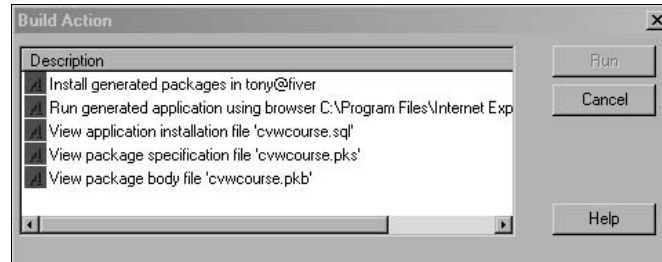 Build Action
Description
Install generated packages in tony@fiver
Run generated application using browser C:\Program Files\Internet Exp
View application installation file 'cvwcourse.sql'
View package specification file 'cvwcourse.pks'
View package body file 'cvwcourse.pkb'
Run
Cancel
Help